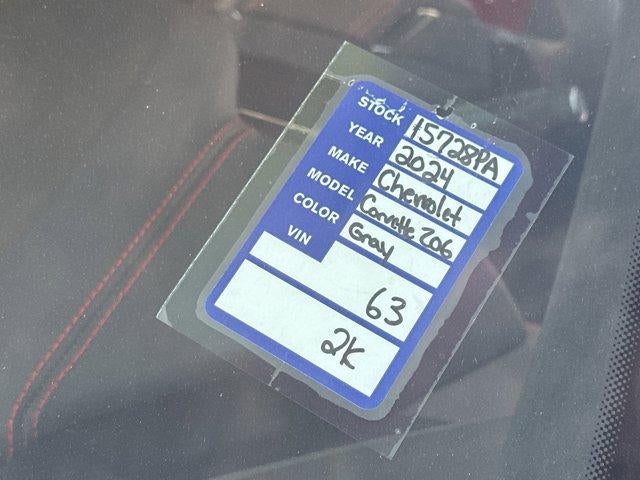 STOCK 15728PA
YEAR 2024
MAKE Chevrolet
MODEL Corvette Z06
COLOR Gray
VIN
63
2K